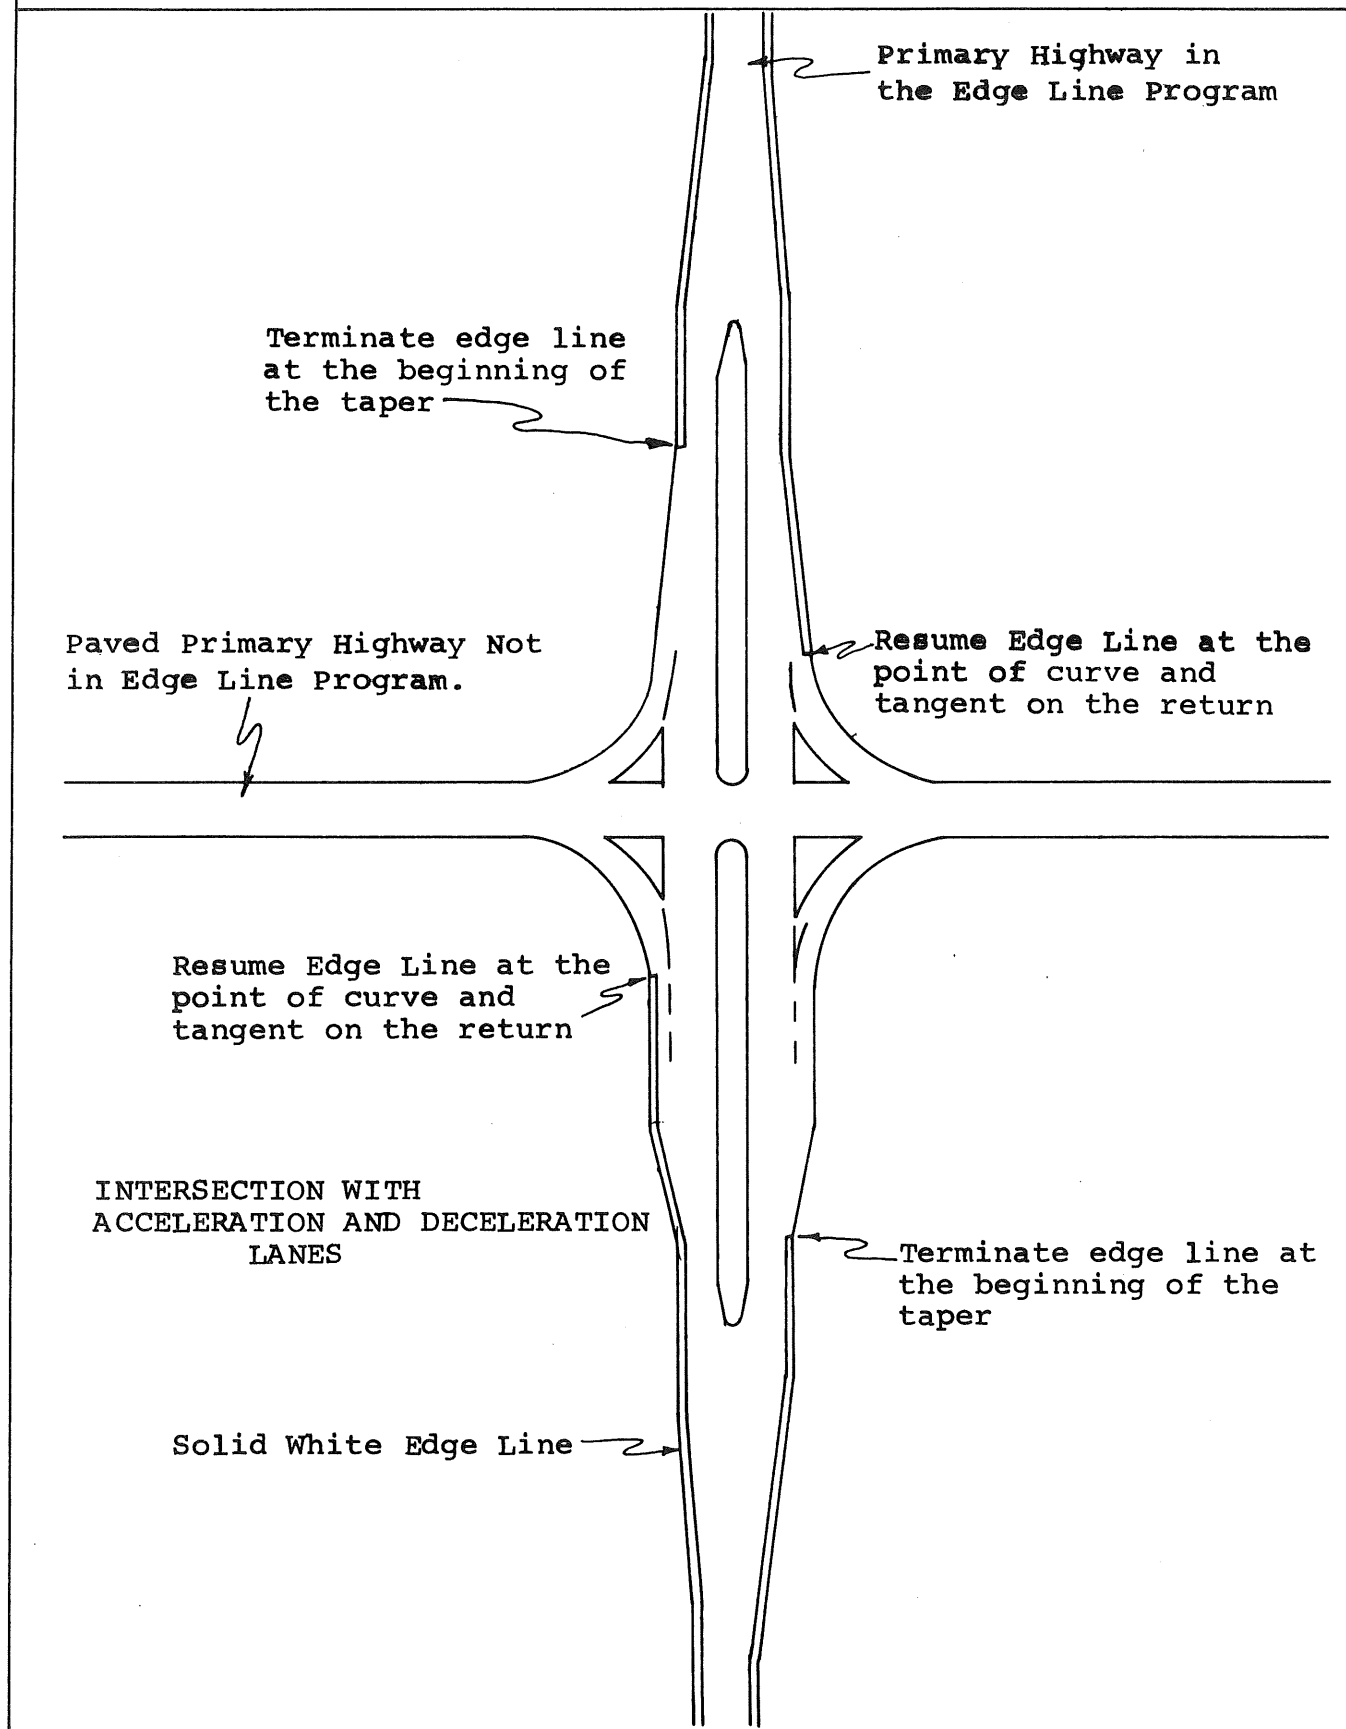 Primary Highway in
the Edge Line Program
Terminate edge line
at the beginning of
the taper
Paved Primary Highway Not
in Edge Line Program.
Resume Edge Line at the
point of curve and
tangent on the return
Resume Edge Line at the
point of curve and
tangent on the return
INTERSECTION WITH
ACCELERATION AND DECELERATION
LANES
Terminate edge line at
the beginning of the
taper
Solid White Edge Line